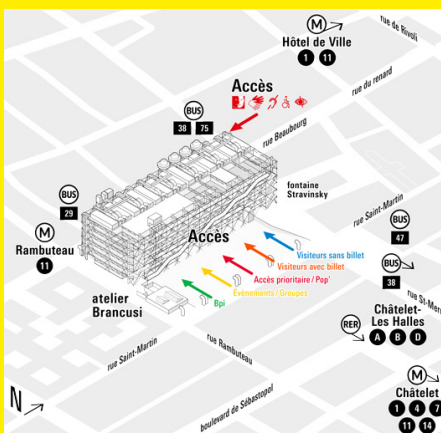 M
Hôtel de Ville
1 11
rue de Rivoli
rue du renard
Accès
rue Beaubourg
BUS
38 75
fontaine
Stravinsky
rue Saint-Martin
BUS
29
M
Rambuteau
11
Accès
BUS
47
BUS
38
Visiteurs sans billet
Visiteurs avec billet
Accès prioritaire / Pop'
Evénements / Groupes
Bpi
atelier
Brancusi
RER
Châtelet-
Les Halles
A B D
rue Saint-Martin
rue Rambuteau
boulevard de Sébastopol
M
Châtelet
1 4 7
11 14
N